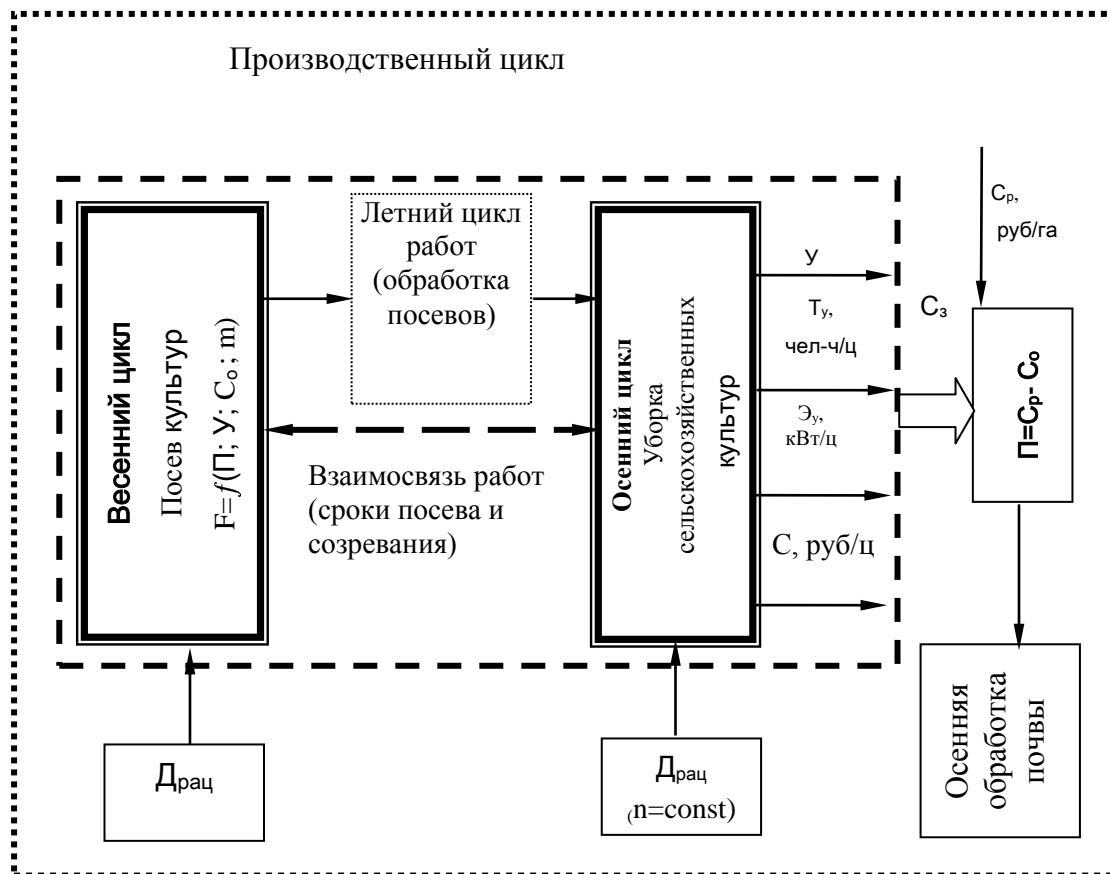 Производственный цикл
Весенний цикл
Посев культур
F=f(П; У; Cо; m)
Летний цикл
работ
(обработка
посевов)
Взаимосвязь работ
(сроки посева и
созревания)
Осенний цикл
Уборка
сельскохозяйственных
культур
У
Ту,
чел-ч/ц
Эу,
кВт/ц
С, руб/ц
Сз
Ср,
руб/га
П=Ср- Со
Осенняя
обработка
почвы
Драц
Драц
(n=const)